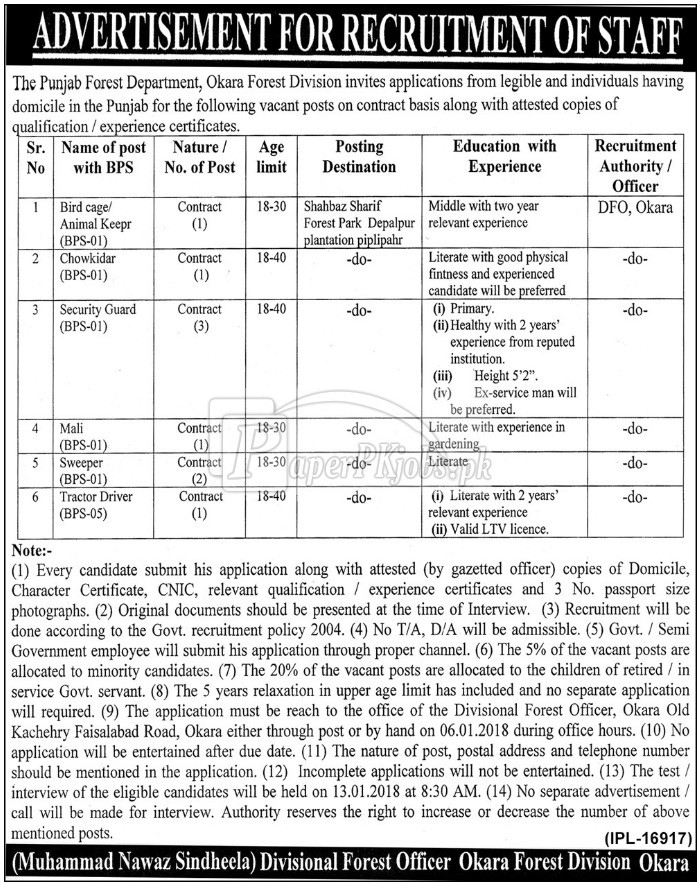 ADVERTISEMENT FOR RECRUITMENT OF STAFF
The Punjab Forest Department, Okara Forest Division invites applications from legible and individuals having
domicile in the Punjab for the following vacant posts on contract basis along with attested copies of
qualification / experience certificates.
Sr. No | Name of post with BPS | Nature / No. of Post | Age limit | Posting Destination | Education with Experience | Recruitment Authority / Officer
1 | Bird cage/ Animal Keepr (BPS-01) | Contract (1) | 18-30 | Shahbaz Sharif Forest Park Depalpur plantation piplipahr | Middle with two year relevant experience | DFO, Okara
2 | Chowkidar (BPS-01) | Contract (1) | 18-40 | -do- | Literate with good physical fintness and experienced candidate will be preferred | -do-
3 | Security Guard (BPS-01) | Contract (3) | 18-40 | -do- | (i) Primary. (ii) Healthy with 2 years' experience from reputed institution. (iii) Height 5'2". (iv) Ex-service man will be preferred. | -do-
4 | Mali (BPS-01) | Contract (1) | 18-30 | -do- | Literate with experience in gardening | -do-
5 | Sweeper (BPS-01) | Contract (2) | 18-30 | -do- | Literate | -do-
6 | Tractor Driver (BPS-05) | Contract (1) | 18-40 | -do- | (i) Literate with 2 years' relevant experience (ii) Valid LTV licence. | -do-
PaperPKjobs.pk
Note:-
(1) Every candidate submit his application along with attested (by gazetted officer) copies of Domicile,
Character Certificate, CNIC, relevant qualification / experience certificates and 3 No. passport size
photographs. (2) Original documents should be presented at the time of Interview. (3) Recruitment will be
done according to the Govt. recruitment policy 2004. (4) No T/A, D/A will be admissible. (5) Govt. / Semi
Government employee will submit his application through proper channel. (6) The 5% of the vacant posts are
allocated to minority candidates. (7) The 20% of the vacant posts are allocated to the children of retired / in
service Govt. servant. (8) The 5 years relaxation in upper age limit has included and no separate application
will required. (9) The application must be reach to the office of the Divisional Forest Officer, Okara Old
Kachehry Faisalabad Road, Okara either through post or by hand on 06.01.2018 during office hours. (10) No
application will be entertained after due date. (11) The nature of post, postal address and telephone number
should be mentioned in the application. (12) Incomplete applications will not be entertained. (13) The test /
interview of the eligible candidates will be held on 13.01.2018 at 8:30 AM. (14) No separate advertisement /
call will be made for interview. Authority reserves the right to increase or decrease the number of above
mentioned posts.
(IPL-16917)
(Muhammad Nawaz Sindheela) Divisional Forest Officer Okara Forest Division Okara